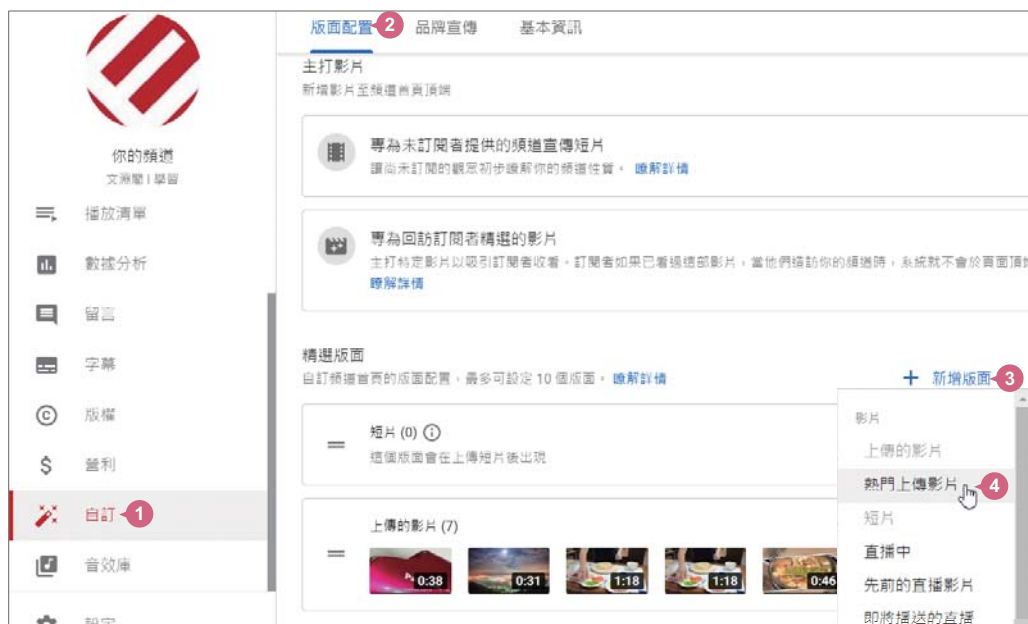 版面配置 2 品牌宣傳 基本資訊
主打影片
新增影片至頻道首頁頂端
專為未訂閱者提供的頻道宣傳短片
讓尚未訂閱的觀眾初步瞭解你的頻道性質。 瞭解詳情
專為回訪訂閱者精選的影片
主打特定影片以吸引訂閱者收看。訂閱者如果已看過這部影片，當他們造訪你的頻道時，系統就不會於頁面頂
瞭解詳情
精選版面
自訂頻道首頁的版面配置，最多可設定 10 個版面。 瞭解詳情
新增版面 3
短片 (0)
這個版面會在上傳短片後出現
上傳的影片 (7)
0:38 0:31 1:18 1:18 0:46
影片
上傳的影片
熱門上傳影片 4
短片
直播中
先前的直播影片
即將播送的直播
你的頻道
文淵閣 | 學習
播放清單
數據分析
留言
字幕
版權
營利
自訂 1
音效庫
設定